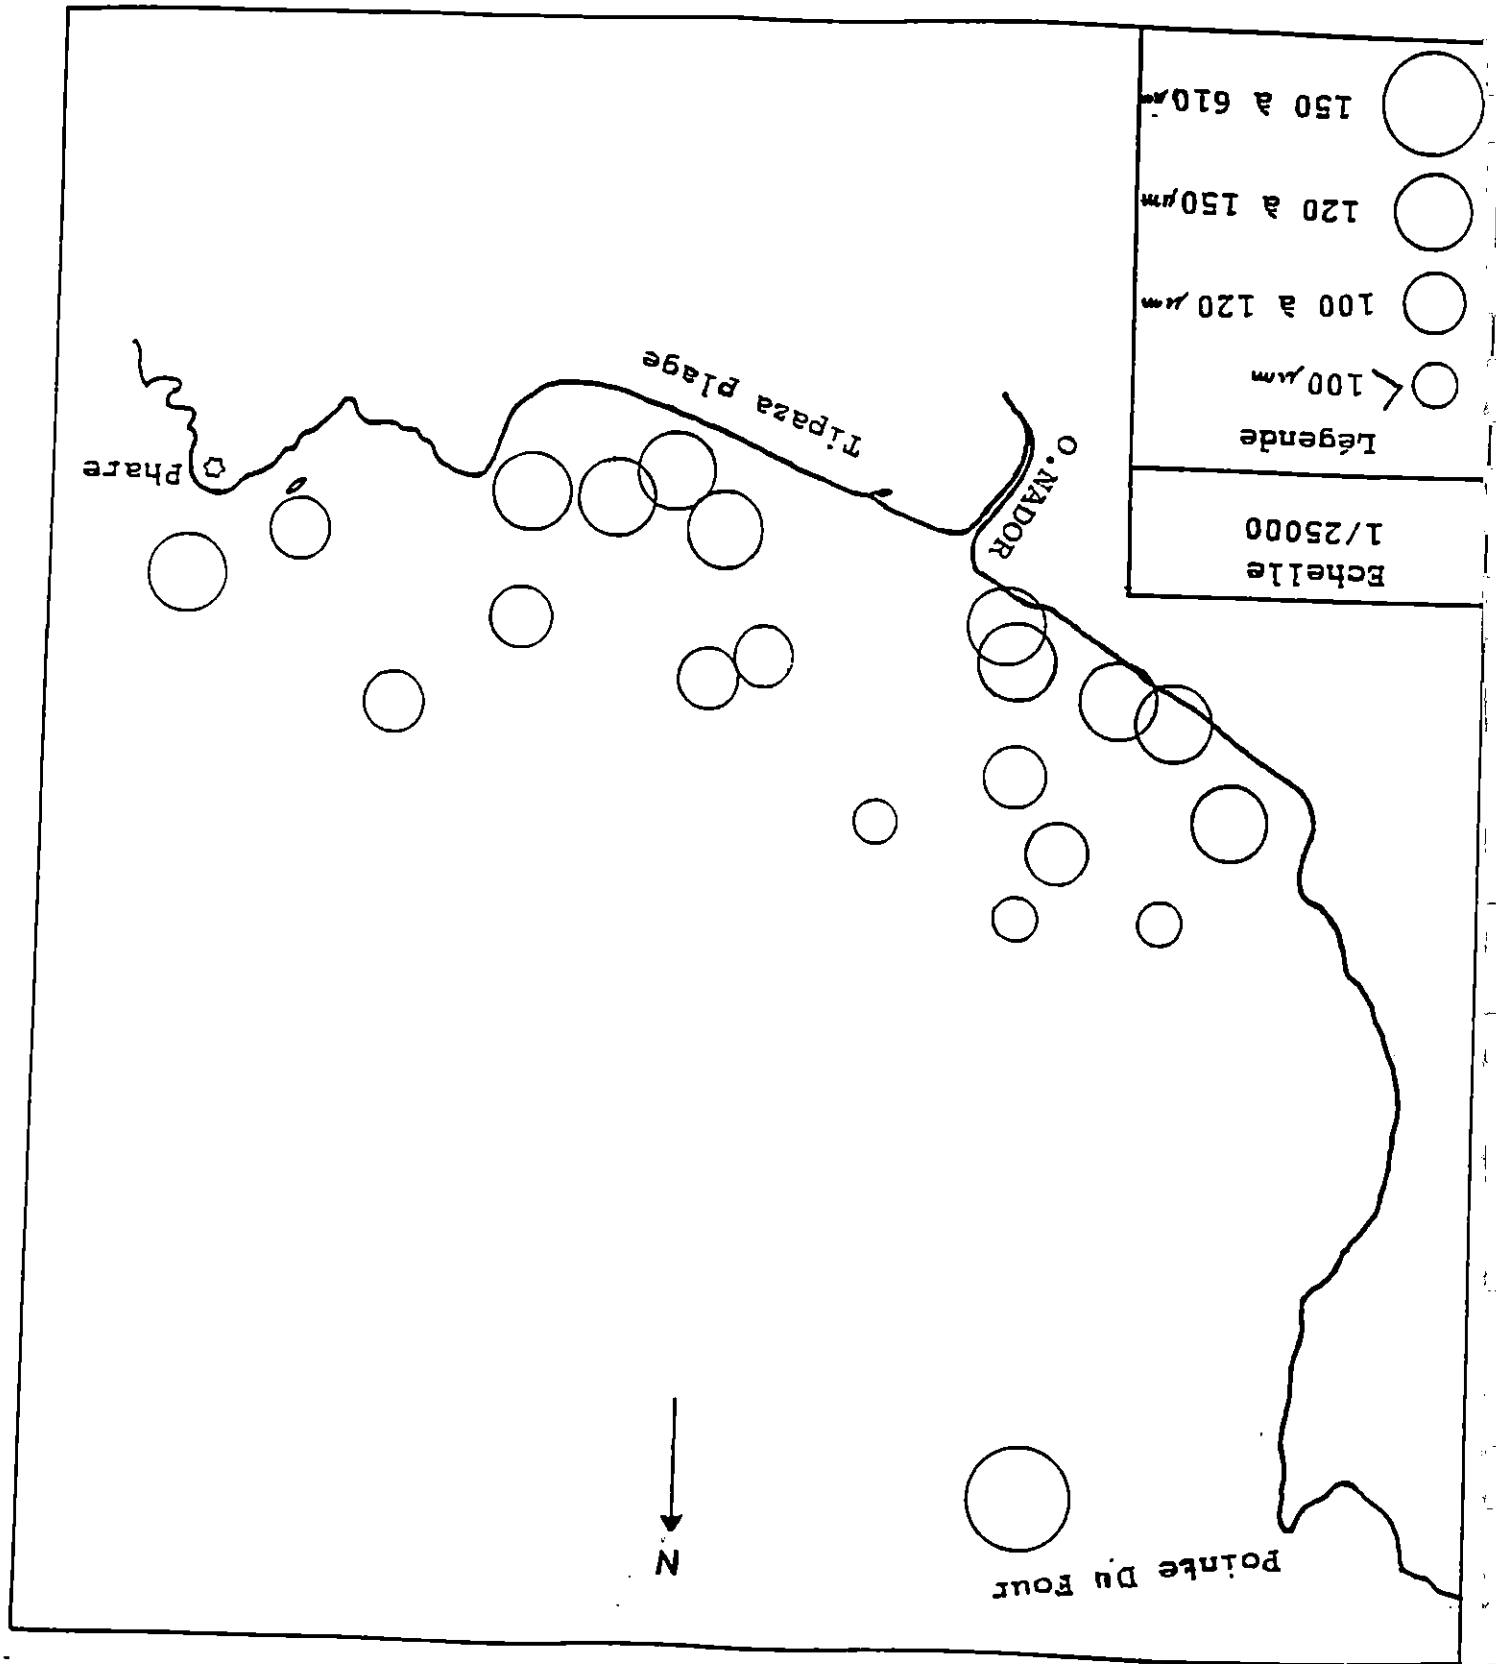 N
Pointe Du Four
O.NADOR
Tipaza plage
Phare
Echelle
1/25000
Légende
< 100 µm
100 à 120 µm
120 à 150 µm
150 à 610 µm